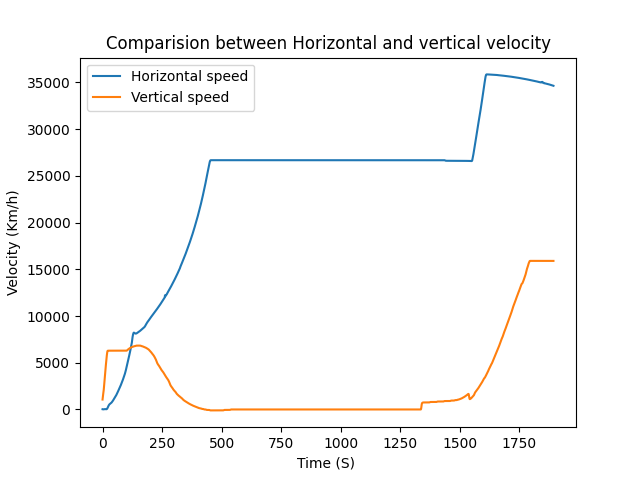 Comparision between Horizontal and vertical velocity
Horizontal speed
Vertical speed
35000
30000
25000
20000
15000
10000
5000
0
Velocity (Km/h)
0 250 500 750 1000 1250 1500 1750
Time (S)